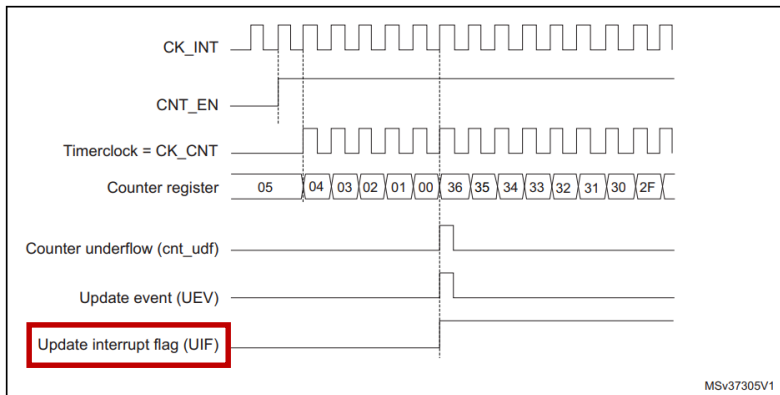 CK_INT
CNT_EN
Timerclock = CK_CNT
Counter register 05 04 03 02 01 00 36 35 34 33 32 31 30 2F
Counter underflow (cnt_udf)
Update event (UEV)
Update interrupt flag (UIF)
MSv37305V1